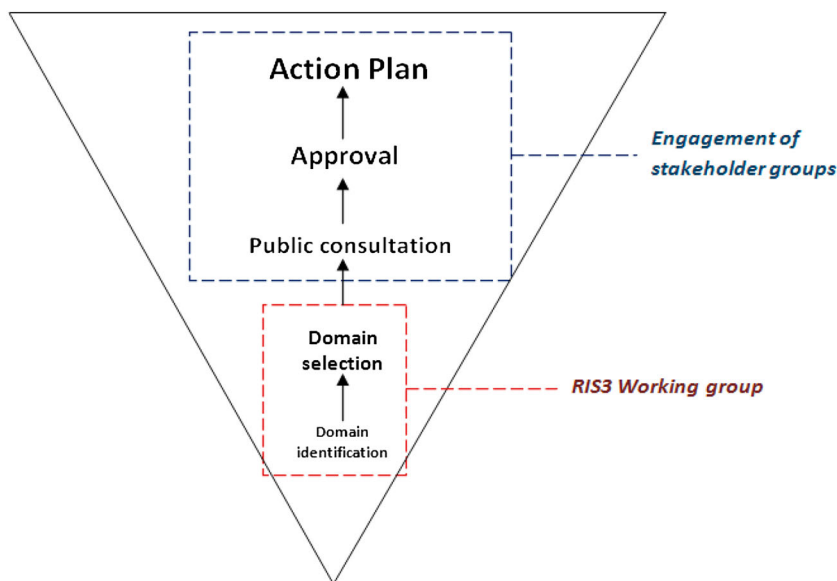 Action Plan
Approval
Public consultation
Engagement of
stakeholder groups
Domain
selection
RIS3 Working group
Domain
identification